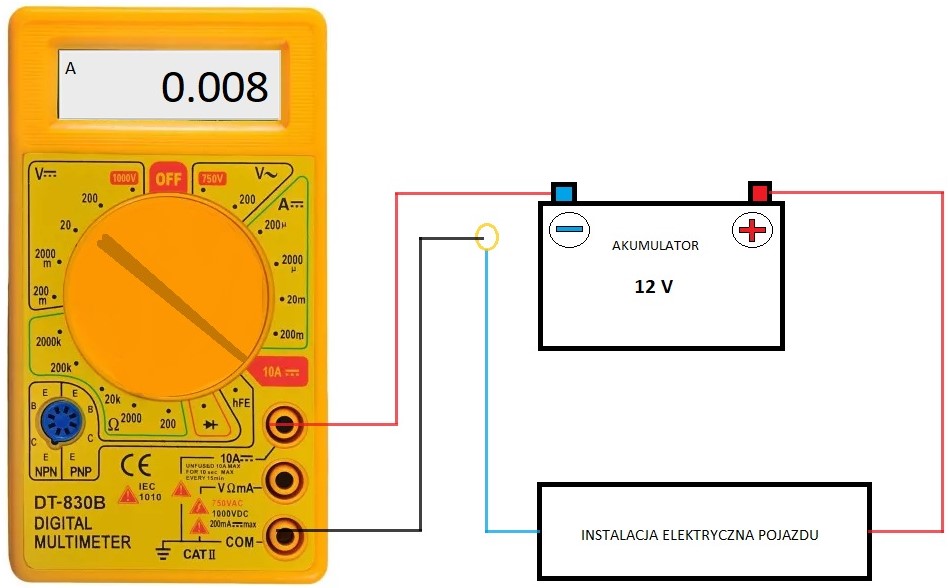 A
0.008
V⎓ 1000V OFF 750V V~
200 200 A⎓
20 200µ
2000m 2000µ
200m 20m
2000k 200m
200k 10A⎓
20k hFE
Ω 2000 200
E E
B B
C C
E E
NPN PNP
CE
IEC
1010
10A⎓
UNFUSED 10A MAX
FOR 10 sec MAX
EVERY 15min
VΩmA
750VAC
1000VDC
200mA⎓max
COM
CAT II
DT-830B
DIGITAL
MULTIMETER
AKUMULATOR
12 V
INSTALACJA ELEKTRYCZNA POJAZDU